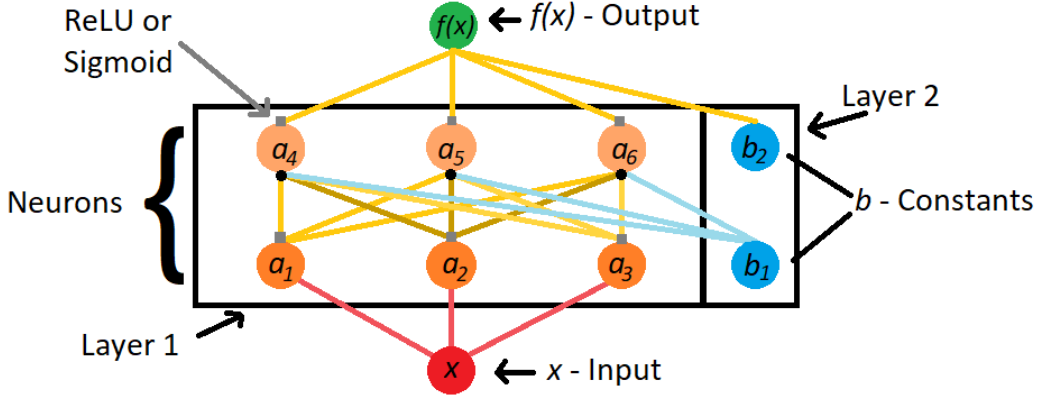 ReLU or
Sigmoid
f(x)
f(x) - Output
Layer 2
a4
a5
a6
b2
Neurons
b - Constants
a1
a2
a3
b1
Layer 1
x
x - Input